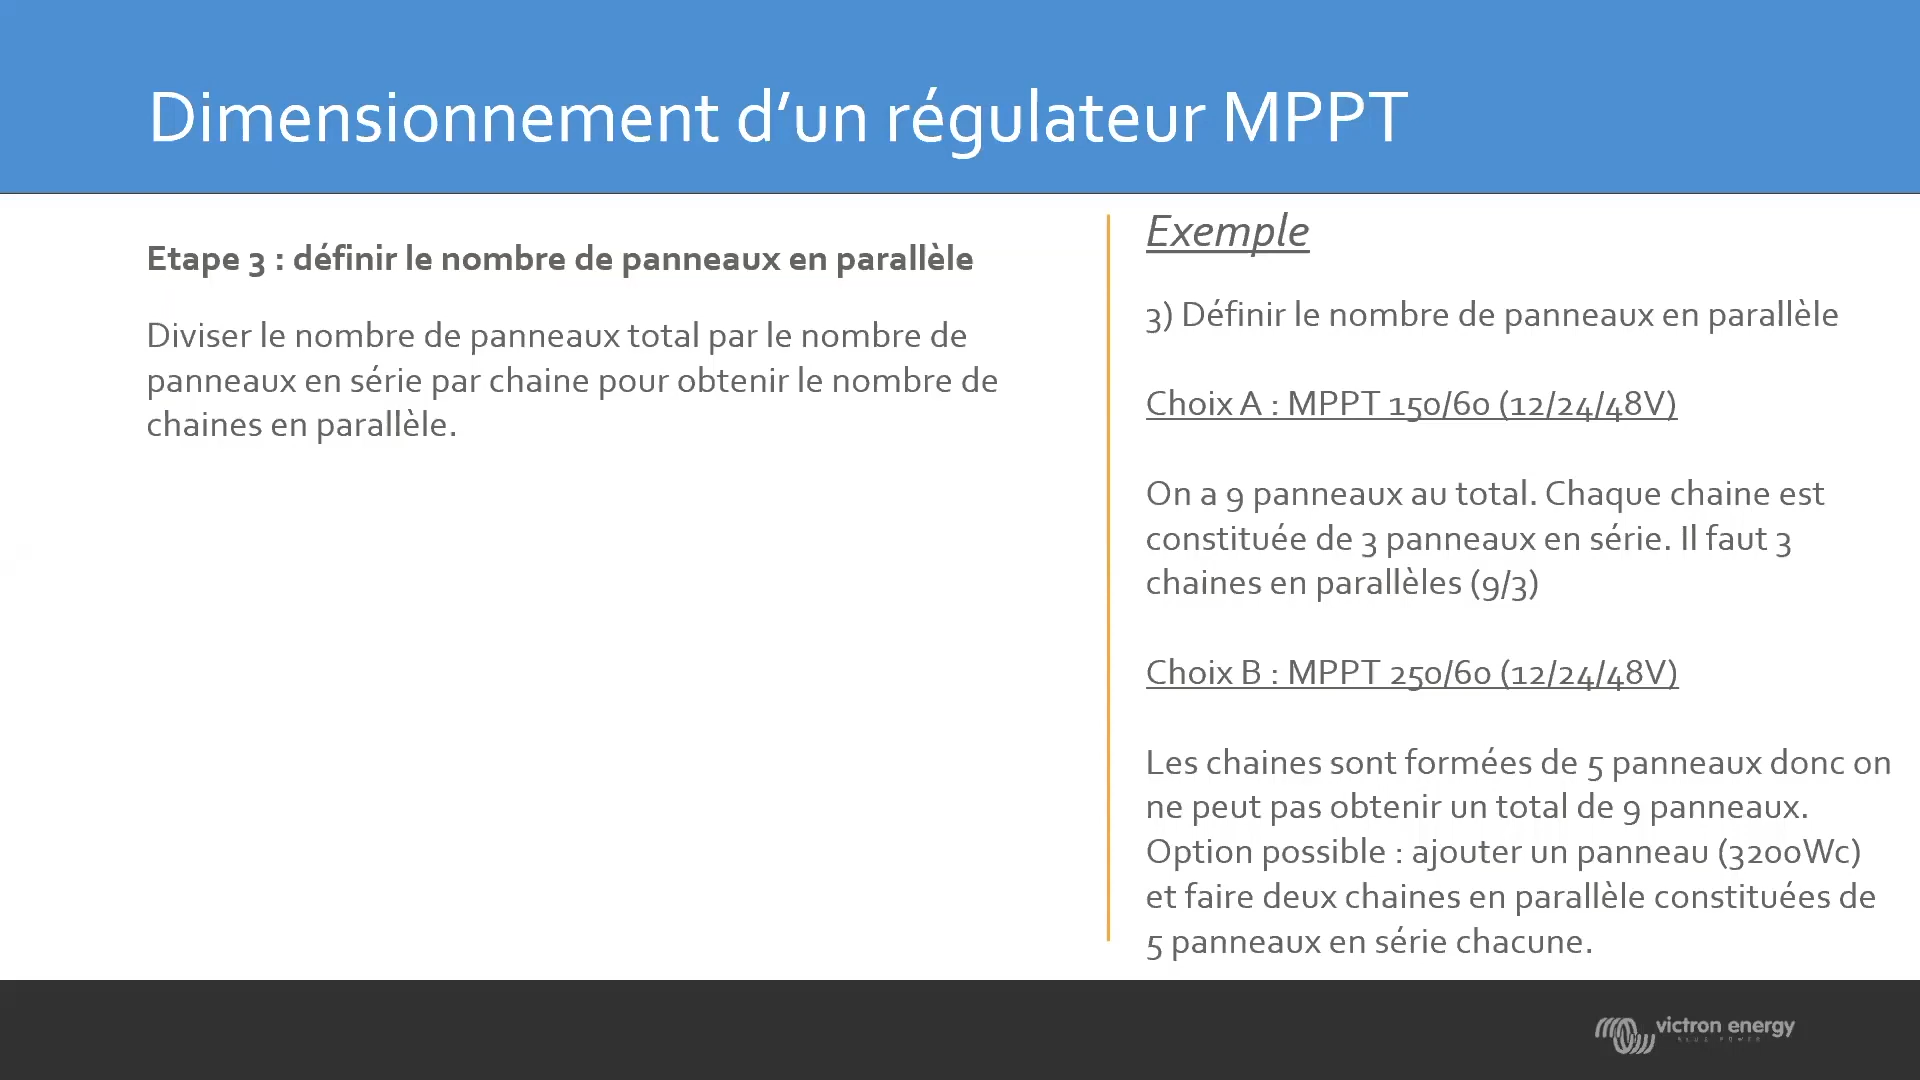 Dimensionnement d’un régulateur MPPT
Etape 3 : définir le nombre de panneaux en parallèle
Diviser le nombre de panneaux total par le nombre de
panneaux en série par chaine pour obtenir le nombre de
chaines en parallèle.
Exemple
3) Définir le nombre de panneaux en parallèle
Choix A : MPPT 150/60 (12/24/48V)
On a 9 panneaux au total. Chaque chaine est
constituée de 3 panneaux en série. Il faut 3
chaines en parallèles (9/3)
Choix B : MPPT 250/60 (12/24/48V)
Les chaines sont formées de 5 panneaux donc on
ne peut pas obtenir un total de 9 panneaux.
Option possible : ajouter un panneau (3200Wc)
et faire deux chaines en parallèle constituées de
5 panneaux en série chacune.
victron energy
BLUE POWER